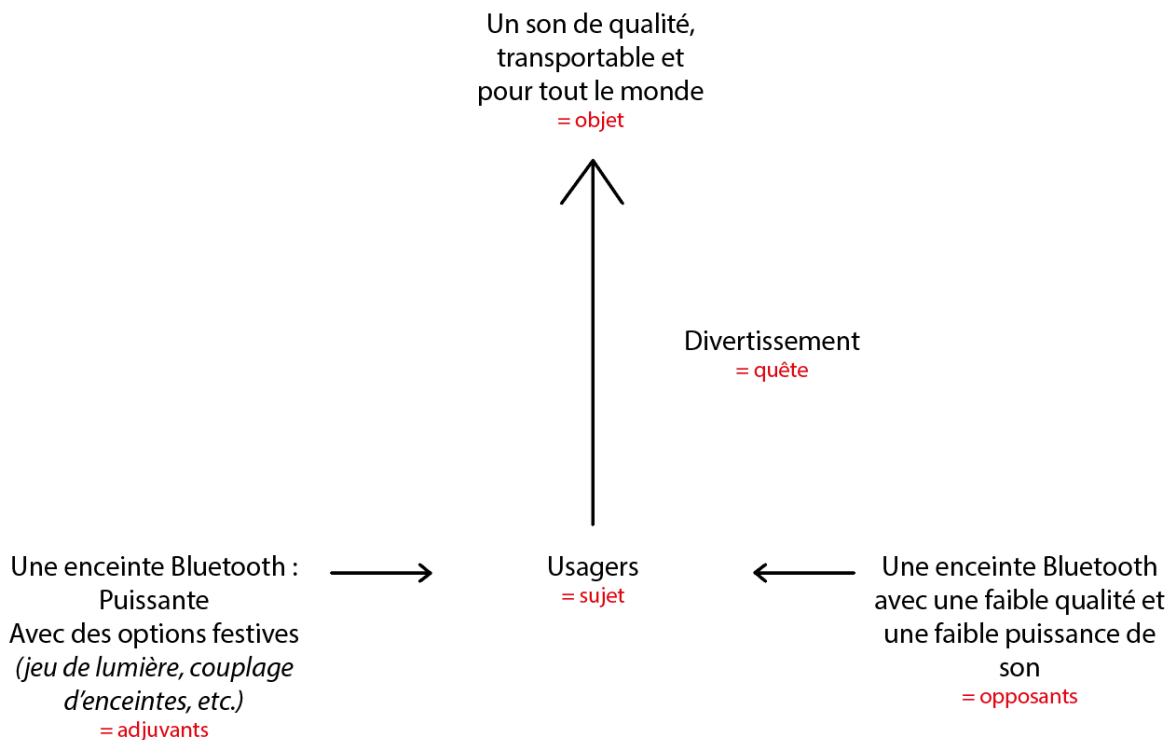 Un son de qualité,
transportable et
pour tout le monde
= objet
Divertissement
= quête
Une enceinte Bluetooth :
Puissante
Avec des options festives
(jeu de lumière, couplage
d'enceintes, etc.)
= adjuvants
Usagers
= sujet
Une enceinte Bluetooth
avec une faible qualité et
une faible puissance de
son
= opposants